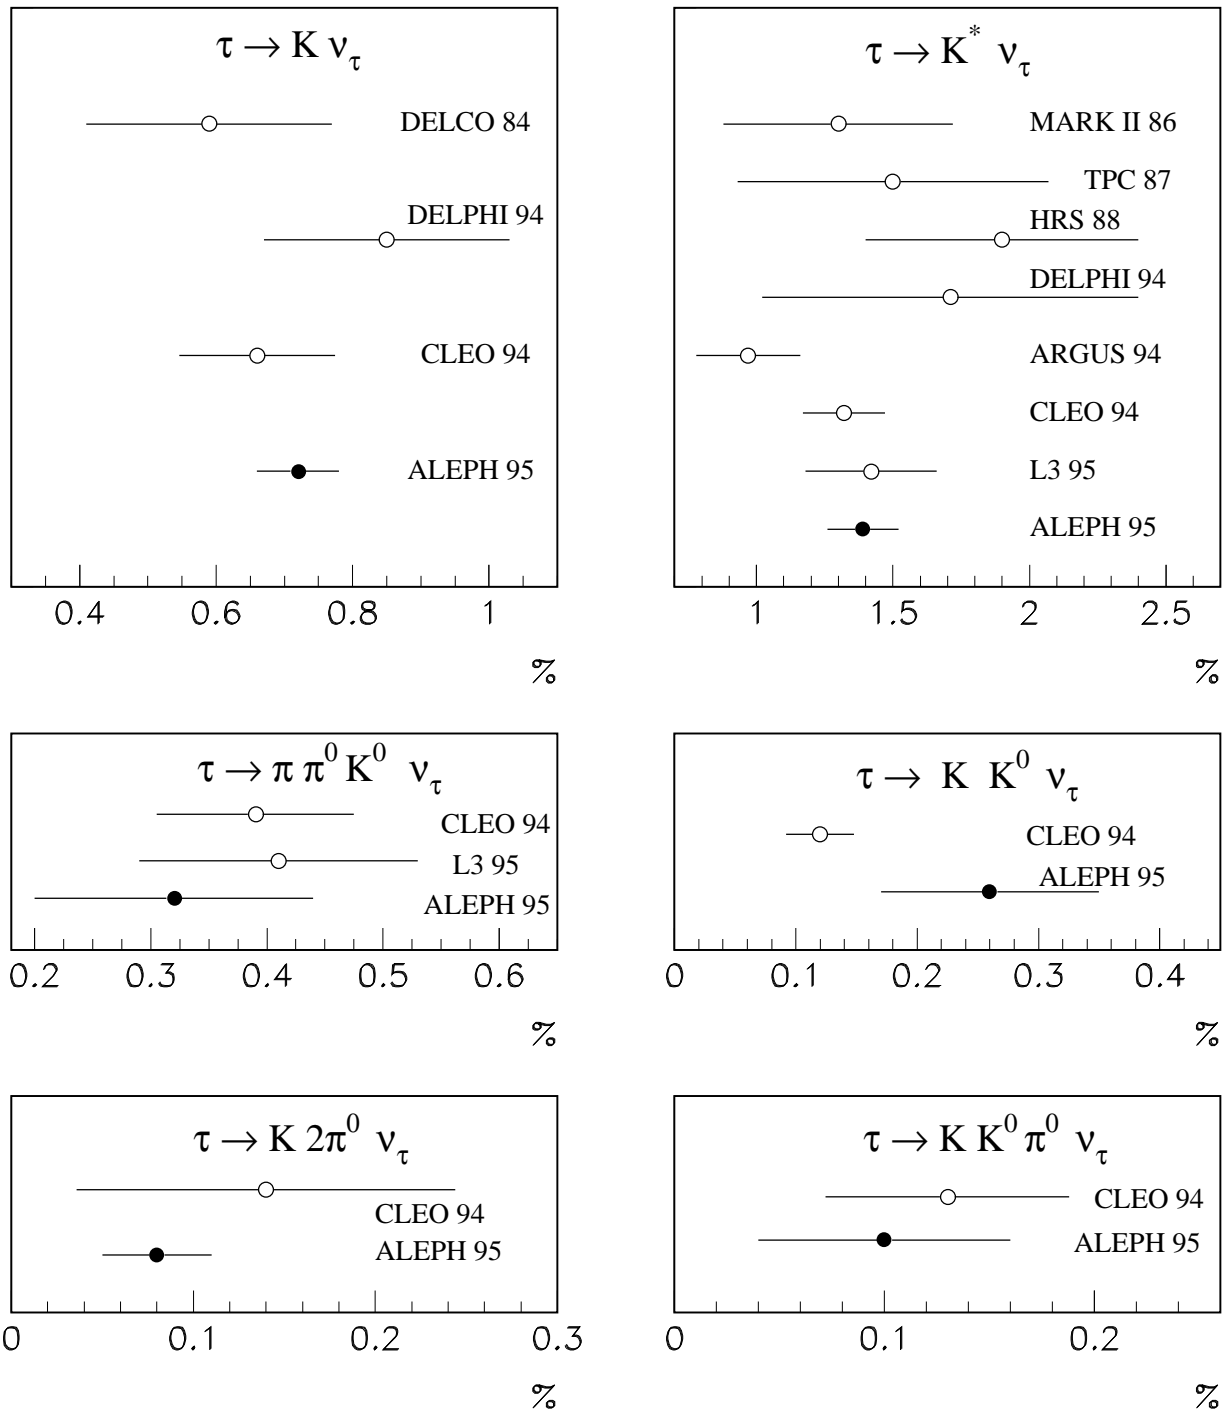 τ → K ν_τ
DELCO 84
DELPHI 94
CLEO 94
ALEPH 95
0.4 0.6 0.8 1
%
τ → K* ν_τ
MARK II 86
TPC 87
HRS 88
DELPHI 94
ARGUS 94
CLEO 94
L3 95
ALEPH 95
1 1.5 2 2.5
%
τ → π π⁰ K⁰ ν_τ
CLEO 94
L3 95
ALEPH 95
0.2 0.3 0.4 0.5 0.6
%
τ → K K⁰ ν_τ
CLEO 94
ALEPH 95
0 0.1 0.2 0.3 0.4
%
τ → K 2π⁰ ν_τ
CLEO 94
ALEPH 95
0 0.1 0.2 0.3
%
τ → K K⁰ π⁰ ν_τ
CLEO 94
ALEPH 95
0 0.1 0.2
%